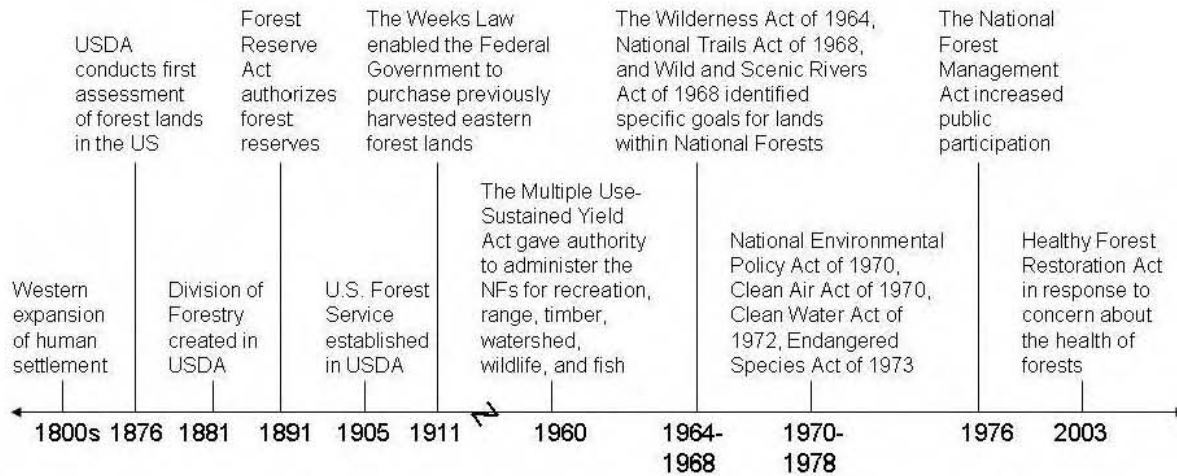 USDA
conducts first
assessment
of forest lands
in the US
Forest
Reserve
Act
authorizes
forest
reserves
The Weeks Law
enabled the Federal
Government to
purchase previously
harvested eastern
forest lands
The Wilderness Act of 1964,
National Trails Act of 1968,
and Wild and Scenic Rivers
Act of 1968 identified
specific goals for lands
within National Forests
The National
Forest
Management
Act increased
public
participation
Western
expansion
of human
settlement
Division of
Forestry
created in
USDA
U.S. Forest
Service
established
in USDA
The Multiple Use-
Sustained Yield
Act gave authority
to administer the
NFs for recreation,
range, timber,
watershed,
wildlife, and fish
National Environmental
Policy Act of 1970,
Clean Air Act of 1970,
Clean Water Act of
1972, Endangered
Species Act of 1973
Healthy Forest
Restoration Act
in response to
concern about
the health of
forests
1800s 1876 1881 1891 1905 1911 1960 1964- 1970- 1976 2003
1968 1978